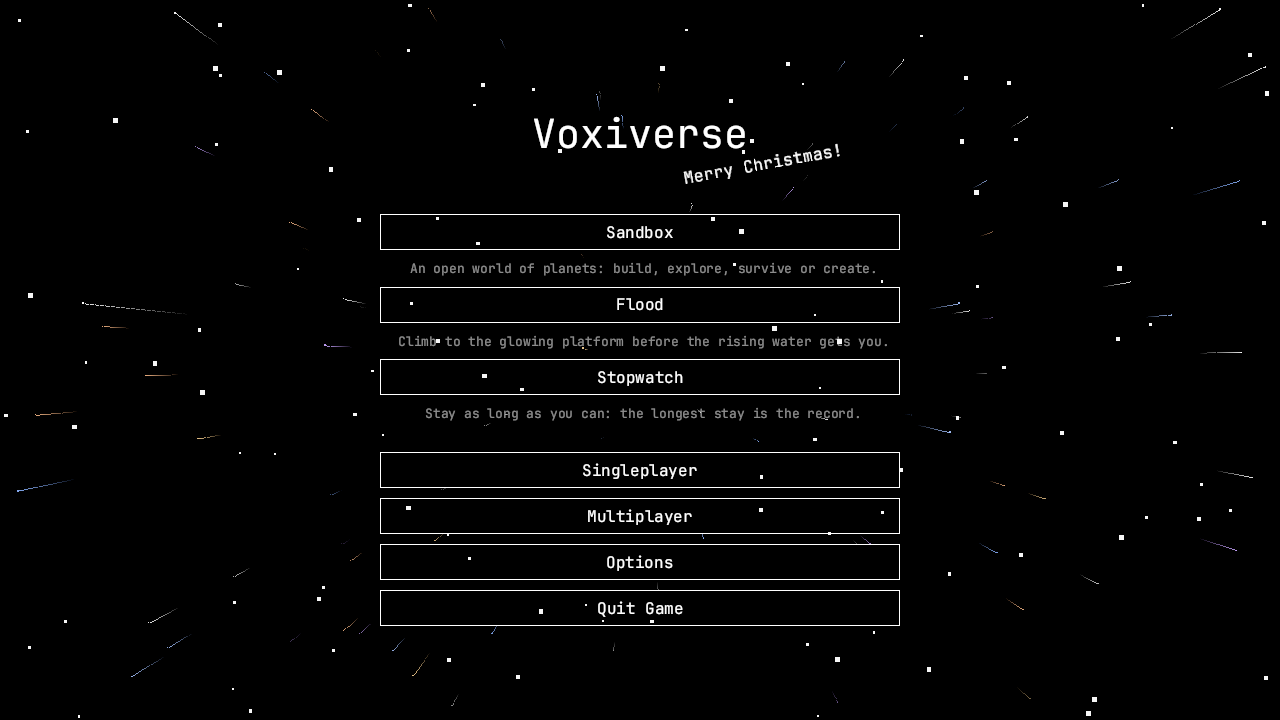 Voxiverse
Merry Christmas!
Sandbox
An open world of planets: build, explore, survive or create.
Flood
Climb to the glowing platform before the rising water gets you.
Stopwatch
Stay as long as you can: the longest stay is the record.
Singleplayer
Multiplayer
Options
Quit Game